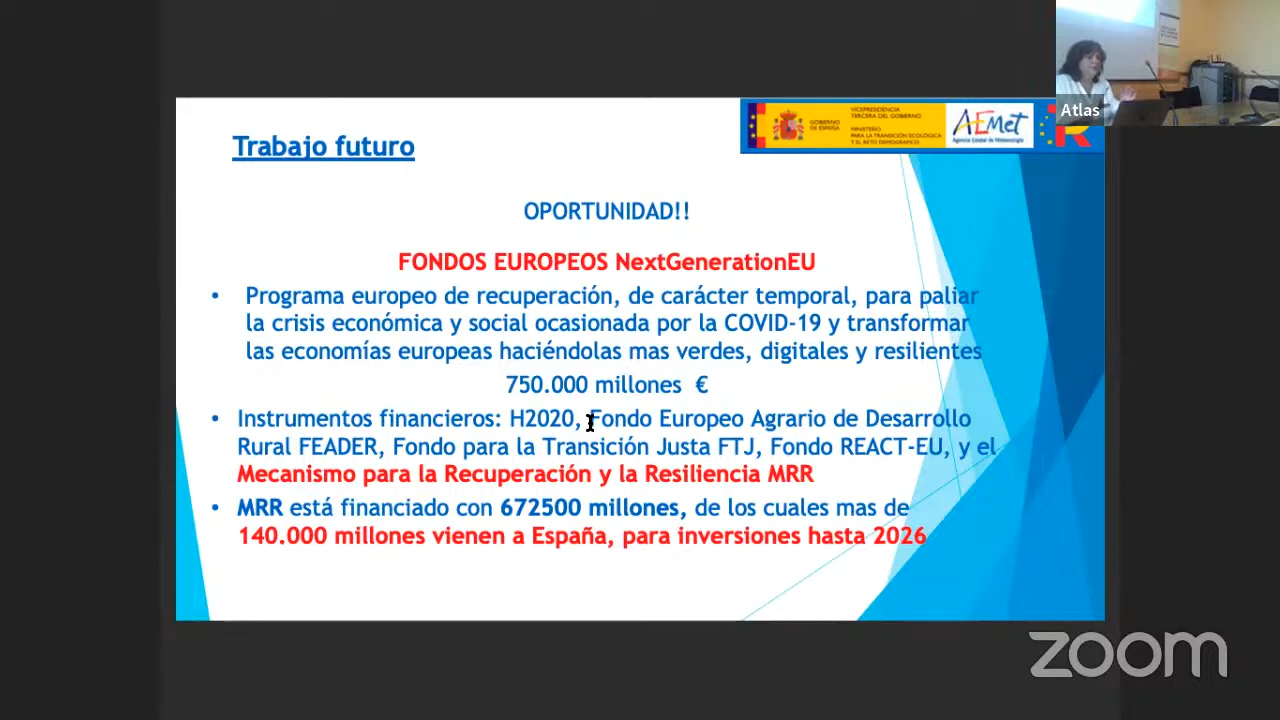 Trabajo futuro
GOBIERNO
DE ESPAÑA
VICEPRESIDENCIA
TERCERA DEL GOBIERNO
MINISTERIO
PARA LA TRANSICIÓN ECOLÓGICA
Y EL RETO DEMOGRÁFICO
AEMet
Agencia Estatal de Meteorología
Atlas
OPORTUNIDAD!!
FONDOS EUROPEOS NextGenerationEU
• Programa europeo de recuperación, de carácter temporal, para paliar
la crisis económica y social ocasionada por la COVID-19 y transformar
las economías europeas haciéndolas mas verdes, digitales y resilientes
750.000 millones €
• Instrumentos financieros: H2020, Fondo Europeo Agrario de Desarrollo
Rural FEADER, Fondo para la Transición Justa FTJ, Fondo REACT-EU, y el
Mecanismo para la Recuperación y la Resiliencia MRR
• MRR está financiado con 672500 millones, de los cuales mas de
140.000 millones vienen a España, para inversiones hasta 2026
zoom